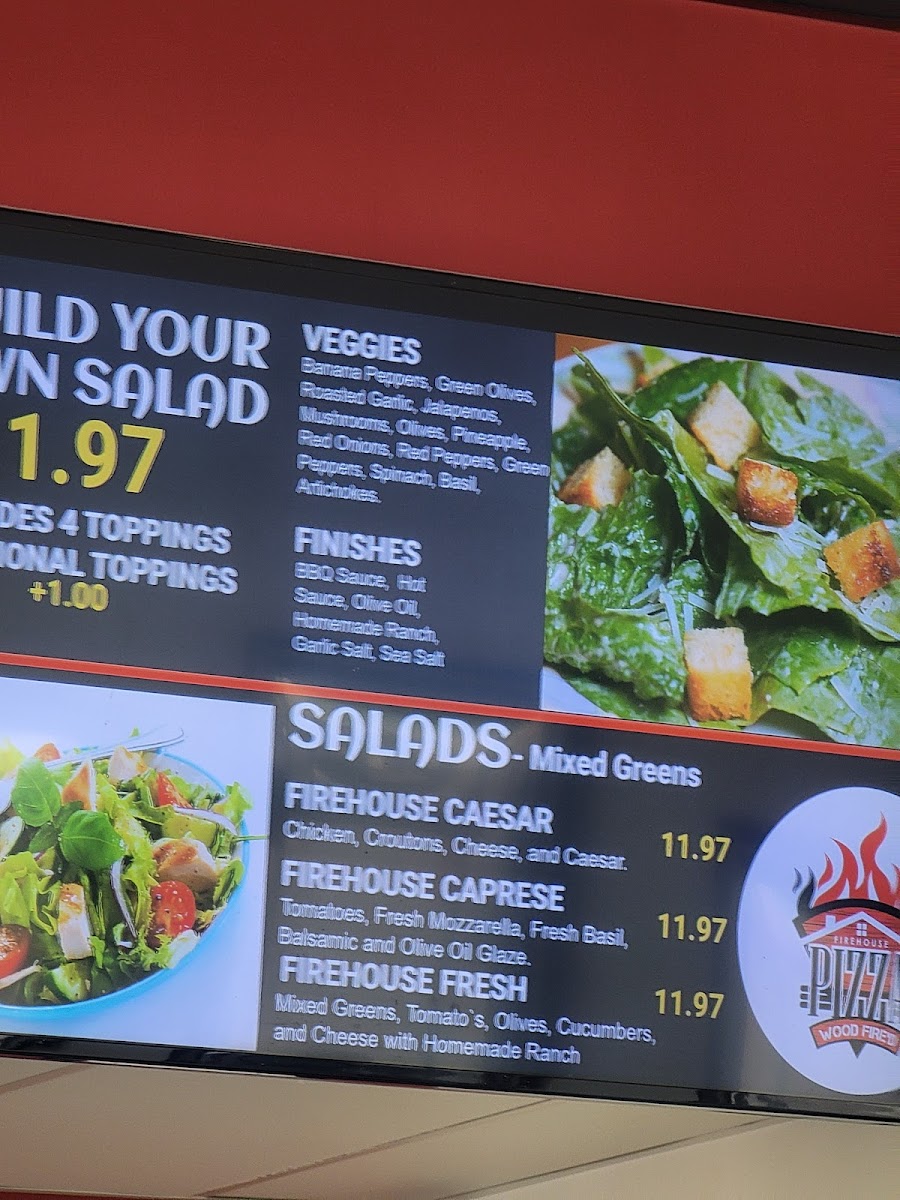 ILD YOUR
WN SALAD
1.97
DES 4 TOPPINGS
IONAL TOPPINGS
+1.00
VEGGIES
Banana Peppers, Green Olives,
Roasted Garlic, Jalapenos,
Mushrooms, Olives, Pineapple,
Red Onions, Red Peppers, Green
Peppers, Spinach, Basil,
Artichokes.
FINISHES
BBQ Sauce, Hot
Sauce, Olive Oil,
Homemade Ranch,
Garlic Salt, Sea Salt
SALADS- Mixed Greens
FIREHOUSE CAESAR
Chicken, Croutons, Cheese, and Caesar. 11.97
FIREHOUSE CAPRESE
Tomatoes, Fresh Mozzarella, Fresh Basil, 11.97
Balsamic and Olive Oil Glaze.
FIREHOUSE FRESH
Mixed Greens, Tomato`s, Olives, Cucumbers, 11.97
and Cheese with Homemade Ranch
FIREHOUSE
PIZZA
WOOD FIRE'D